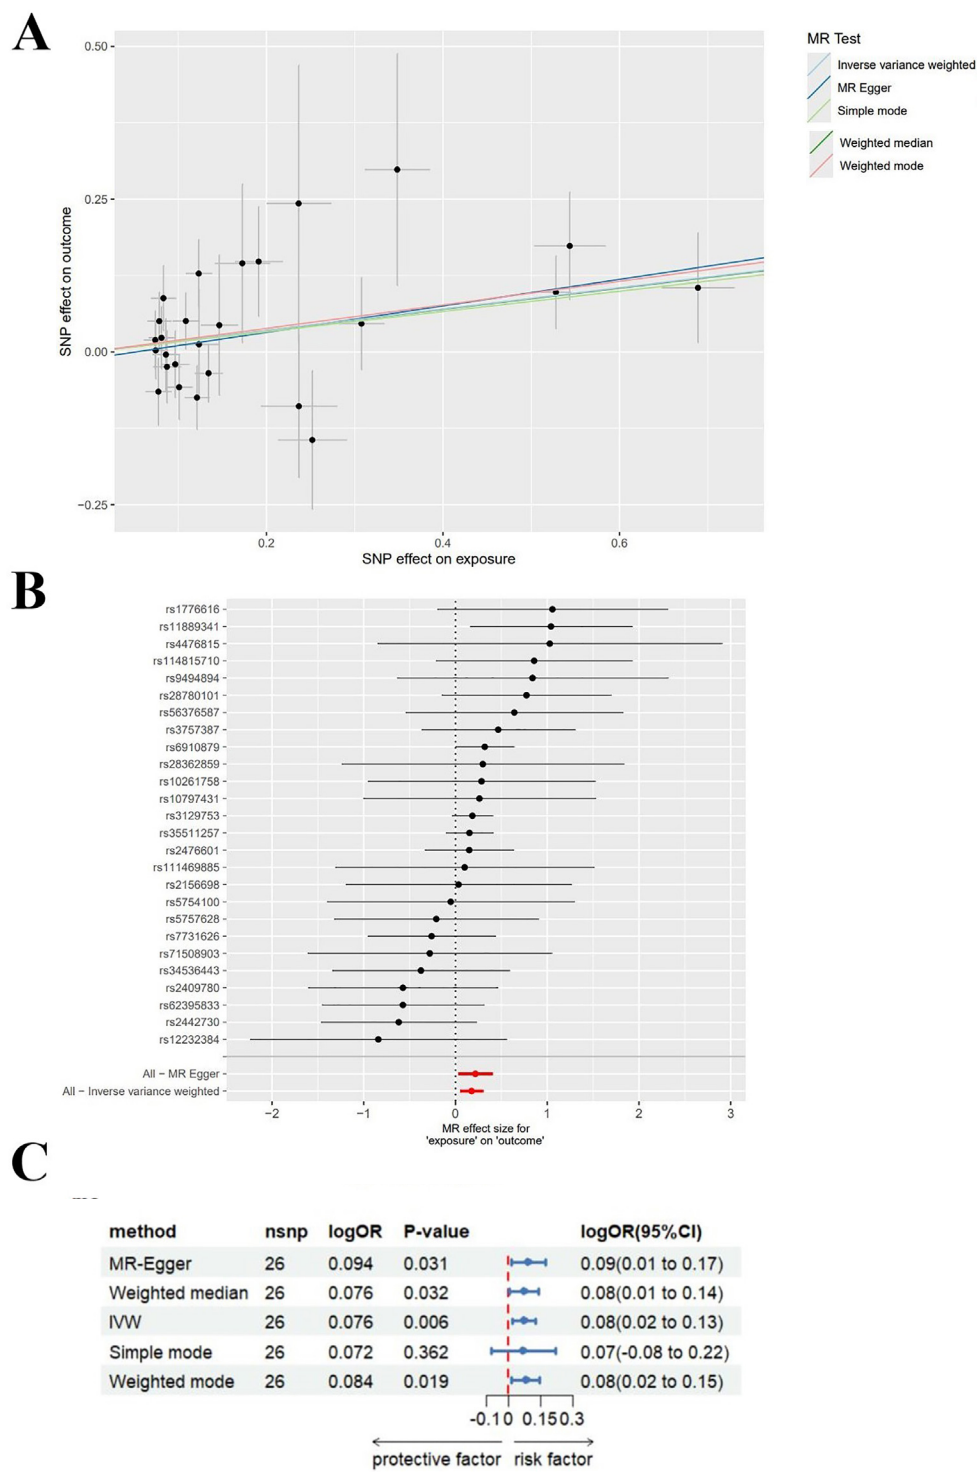 A
0.50
0.25
0.00
−0.25
SNP effect on outcome
0.2 0.4 0.6
SNP effect on exposure
MR Test
Inverse variance weighted
MR Egger
Simple mode
Weighted median
Weighted mode
B
rs1776616
rs11889341
rs4476815
rs114815710
rs9494894
rs28780101
rs56376587
rs3757387
rs6910879
rs28362859
rs10261758
rs10797431
rs3129753
rs35511257
rs2476601
rs111469885
rs2156698
rs5754100
rs5757628
rs7731626
rs71508903
rs34536443
rs2409780
rs62395833
rs2442730
rs12232384
All − MR Egger
All − Inverse variance weighted
−2 −1 0 1 2 3
MR effect size for
'exposure' on 'outcome'
C
method nsnp logOR P-value logOR(95%CI)
MR-Egger 26 0.094 0.031 0.09(0.01 to 0.17)
Weighted median 26 0.076 0.032 0.08(0.01 to 0.14)
IVW 26 0.076 0.006 0.08(0.02 to 0.13)
Simple mode 26 0.072 0.362 0.07(-0.08 to 0.22)
Weighted mode 26 0.084 0.019 0.08(0.02 to 0.15)
-0.1 0 0.15 0.3
protective factor risk factor